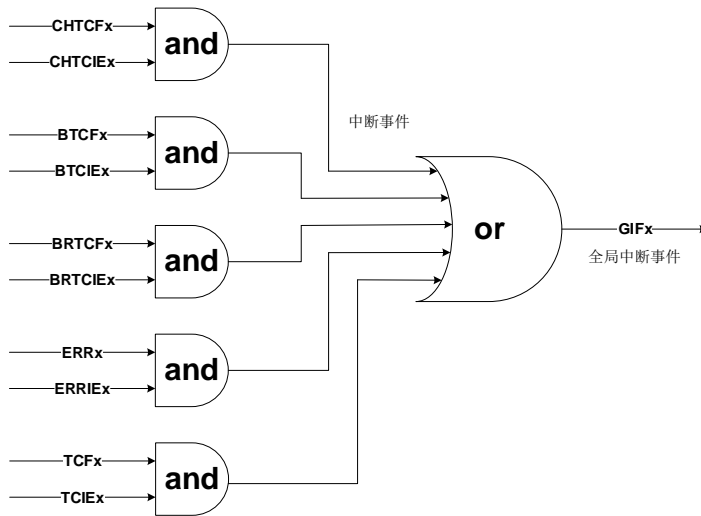 CHTCFx
CHTCIEx
and
中断事件
BTCFx
BTCIEx
and
BRTCFx
BRTCIEx
and
or
GIFx
全局中断事件
ERRx
ERRIEx
and
TCFx
TCIEx
and